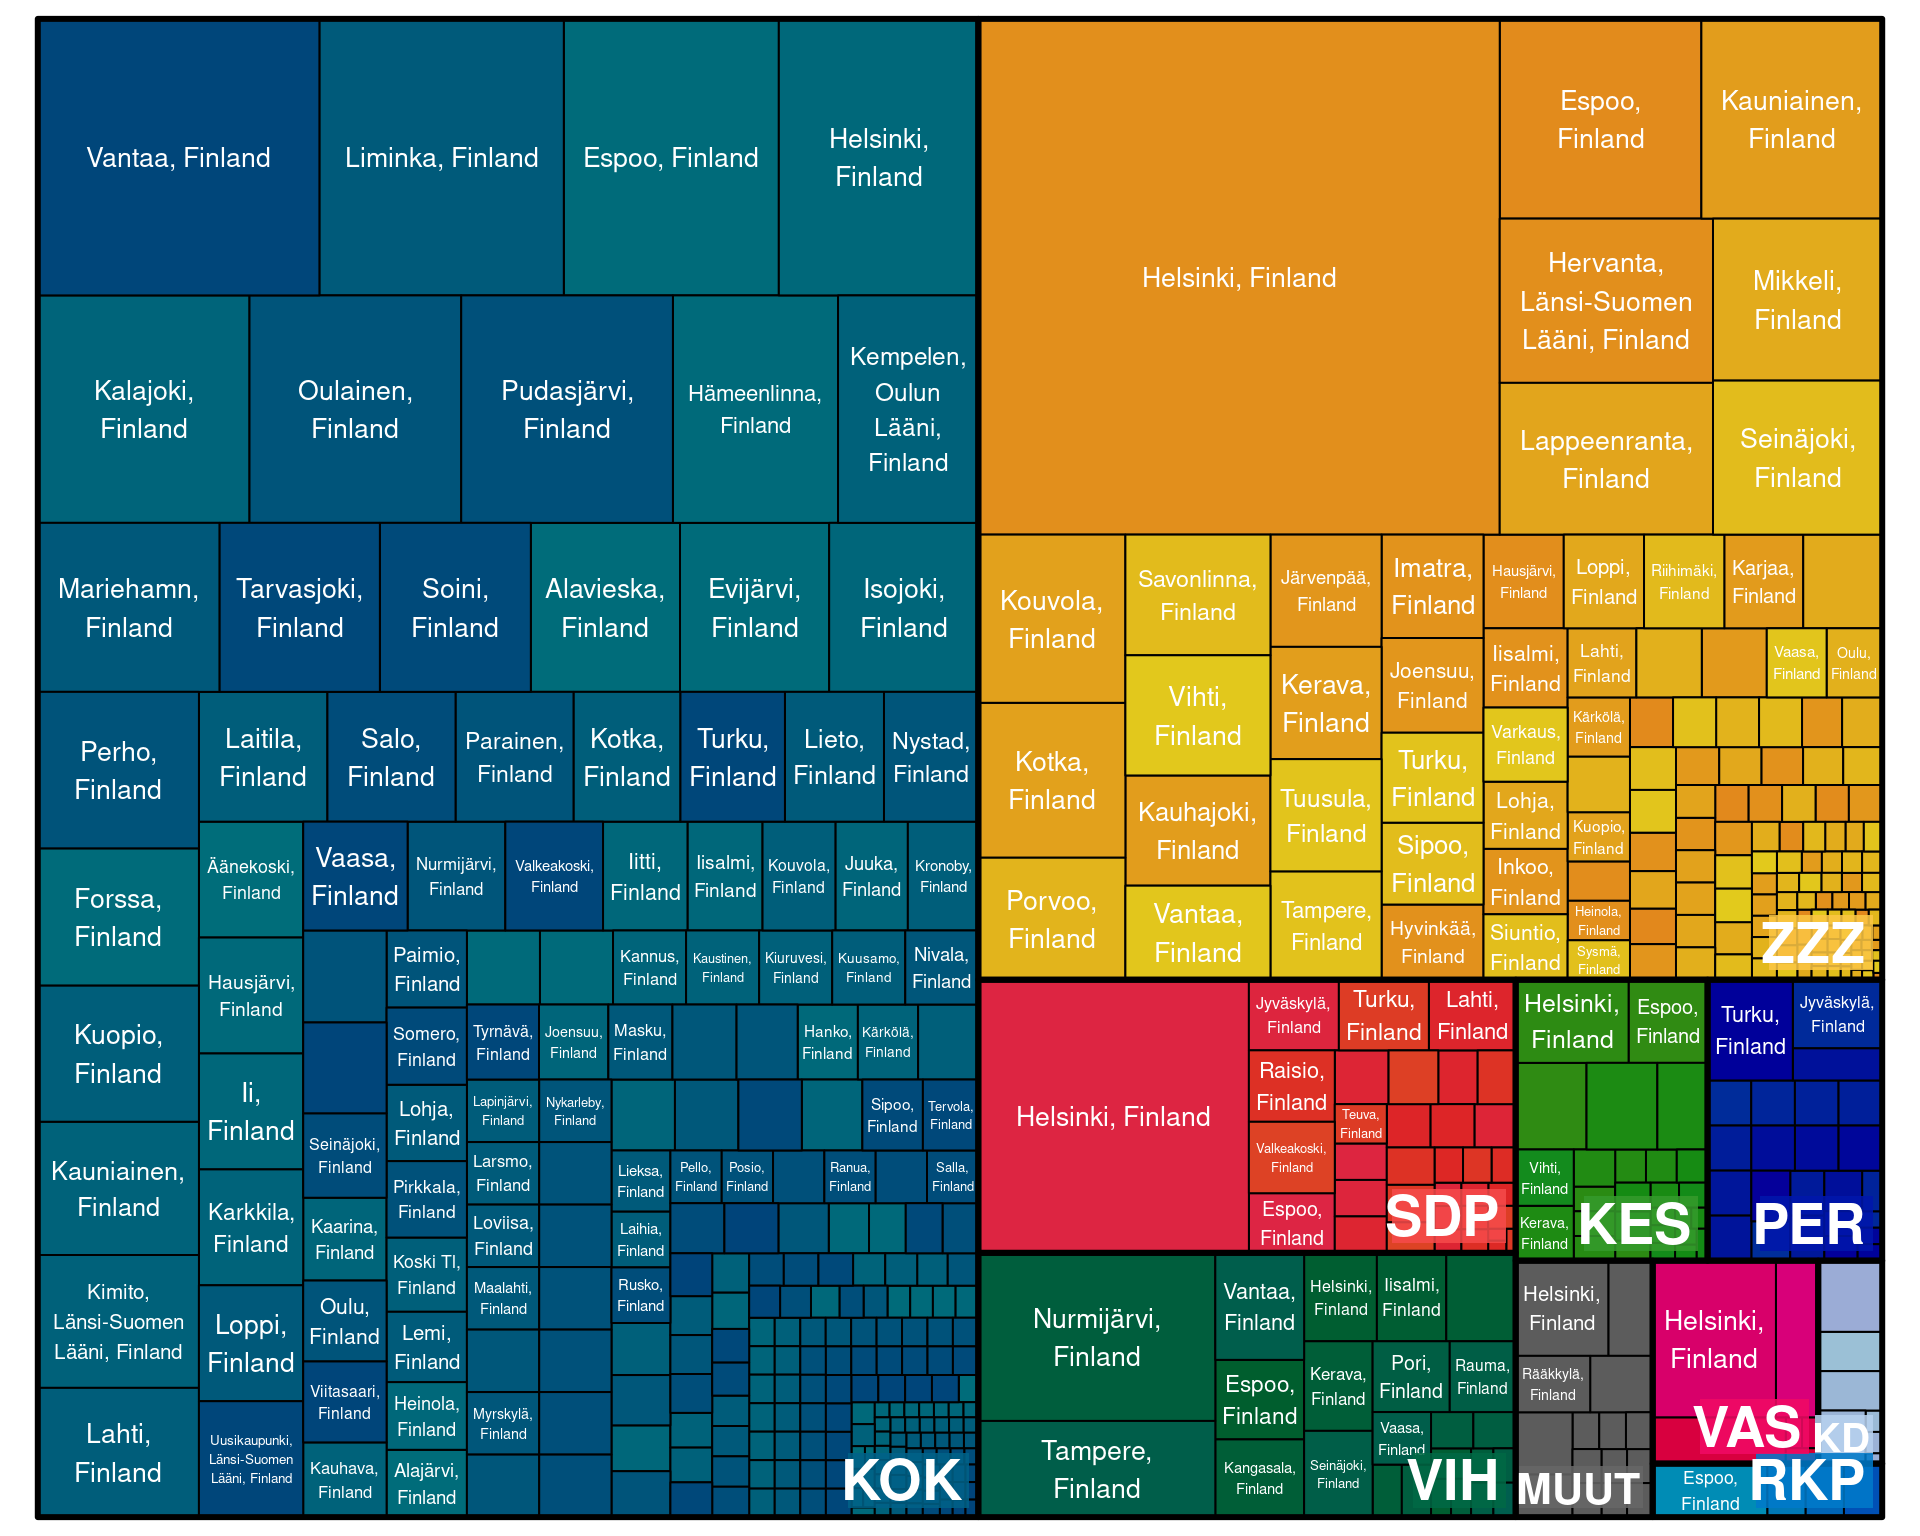 Vantaa, Finland
Liminka, Finland
Espoo, Finland
Helsinki,
Finland
Kalajoki,
Finland
Oulainen,
Finland
Pudasjärvi,
Finland
Hämeenlinna,
Finland
Kempelen,
Oulun
Lääni,
Finland
Mariehamn,
Finland
Tarvasjoki,
Finland
Soini,
Finland
Alavieska,
Finland
Evijärvi,
Finland
Isojoki,
Finland
Perho,
Finland
Forssa,
Finland
Kuopio,
Finland
Kauniainen,
Finland
Kimito,
Länsi-Suomen
Lääni, Finland
Lahti,
Finland
Laitila,
Finland
Salo,
Finland
Parainen,
Finland
Kotka,
Finland
Turku,
Finland
Lieto,
Finland
Nystad,
Finland
Äänekoski,
Finland
Hausjärvi,
Finland
Ii,
Finland
Karkkila,
Finland
Loppi,
Finland
Uusikaupunki,
Länsi-Suomen
Lääni, Finland
Vaasa,
Finland
Nurmijärvi,
Finland
Valkeakoski,
Finland
Iitti,
Finland
Iisalmi,
Finland
Kouvola,
Finland
Juuka,
Finland
Kronoby,
Finland
Seinäjoki,
Finland
Kaarina,
Finland
Oulu,
Finland
Viitasaari,
Finland
Kauhava,
Finland
Paimio,
Finland
Somero,
Finland
Lohja,
Finland
Pirkkala,
Finland
Koski Tl,
Finland
Lemi,
Finland
Heinola,
Finland
Alajärvi,
Finland
Kannus,
Finland
Kaustinen,
Finland
Kiuruvesi,
Finland
Kuusamo,
Finland
Nivala,
Finland
Tyrnävä,
Finland
Joensuu,
Finland
Masku,
Finland
Hanko,
Finland
Kärkölä,
Finland
Lapinjärvi,
Finland
Nykarleby,
Finland
Sipoo,
Finland
Tervola,
Finland
Larsmo,
Finland
Loviisa,
Finland
Maalahti,
Finland
Myrskylä,
Finland
Lieksa,
Finland
Pello,
Finland
Posio,
Finland
Ranua,
Finland
Salla,
Finland
Laihia,
Finland
Rusko,
Finland
KOK
Helsinki, Finland
Espoo,
Finland
Kauniainen,
Finland
Hervanta,
Länsi-Suomen
Lääni, Finland
Mikkeli,
Finland
Lappeenranta,
Finland
Seinäjoki,
Finland
Kouvola,
Finland
Kotka,
Finland
Porvoo,
Finland
Savonlinna,
Finland
Vihti,
Finland
Kauhajoki,
Finland
Vantaa,
Finland
Järvenpää,
Finland
Kerava,
Finland
Tuusula,
Finland
Tampere,
Finland
Imatra,
Finland
Joensuu,
Finland
Turku,
Finland
Sipoo,
Finland
Hyvinkää,
Finland
Hausjärvi,
Finland
Loppi,
Finland
Riihimäki,
Finland
Karjaa,
Finland
Iisalmi,
Finland
Lahti,
Finland
Vaasa,
Finland
Oulu,
Finland
Varkaus,
Finland
Kärkölä,
Finland
Lohja,
Finland
Kuopio,
Finland
Inkoo,
Finland
Heinola,
Finland
Siuntio,
Finland
Sysmä,
Finland
ZZZ
Helsinki, Finland
Jyväskylä,
Finland
Turku,
Finland
Lahti,
Finland
Raisio,
Finland
Teuva,
Finland
Valkeakoski,
Finland
Espoo,
Finland
SDP
Helsinki,
Finland
Espoo,
Finland
Vihti,
Finland
Kerava,
Finland
KES
Turku,
Finland
Jyväskylä,
Finland
PER
Nurmijärvi,
Finland
Tampere,
Finland
Vantaa,
Finland
Espoo,
Finland
Kangasala,
Finland
Helsinki,
Finland
Iisalmi,
Finland
Kerava,
Finland
Pori,
Finland
Rauma,
Finland
Vaasa,
Finland
Seinäjoki,
Finland
VIH
Helsinki,
Finland
Rääkkylä,
Finland
MUUT
Helsinki,
Finland
VAS
KD
Espoo,
Finland
RKP